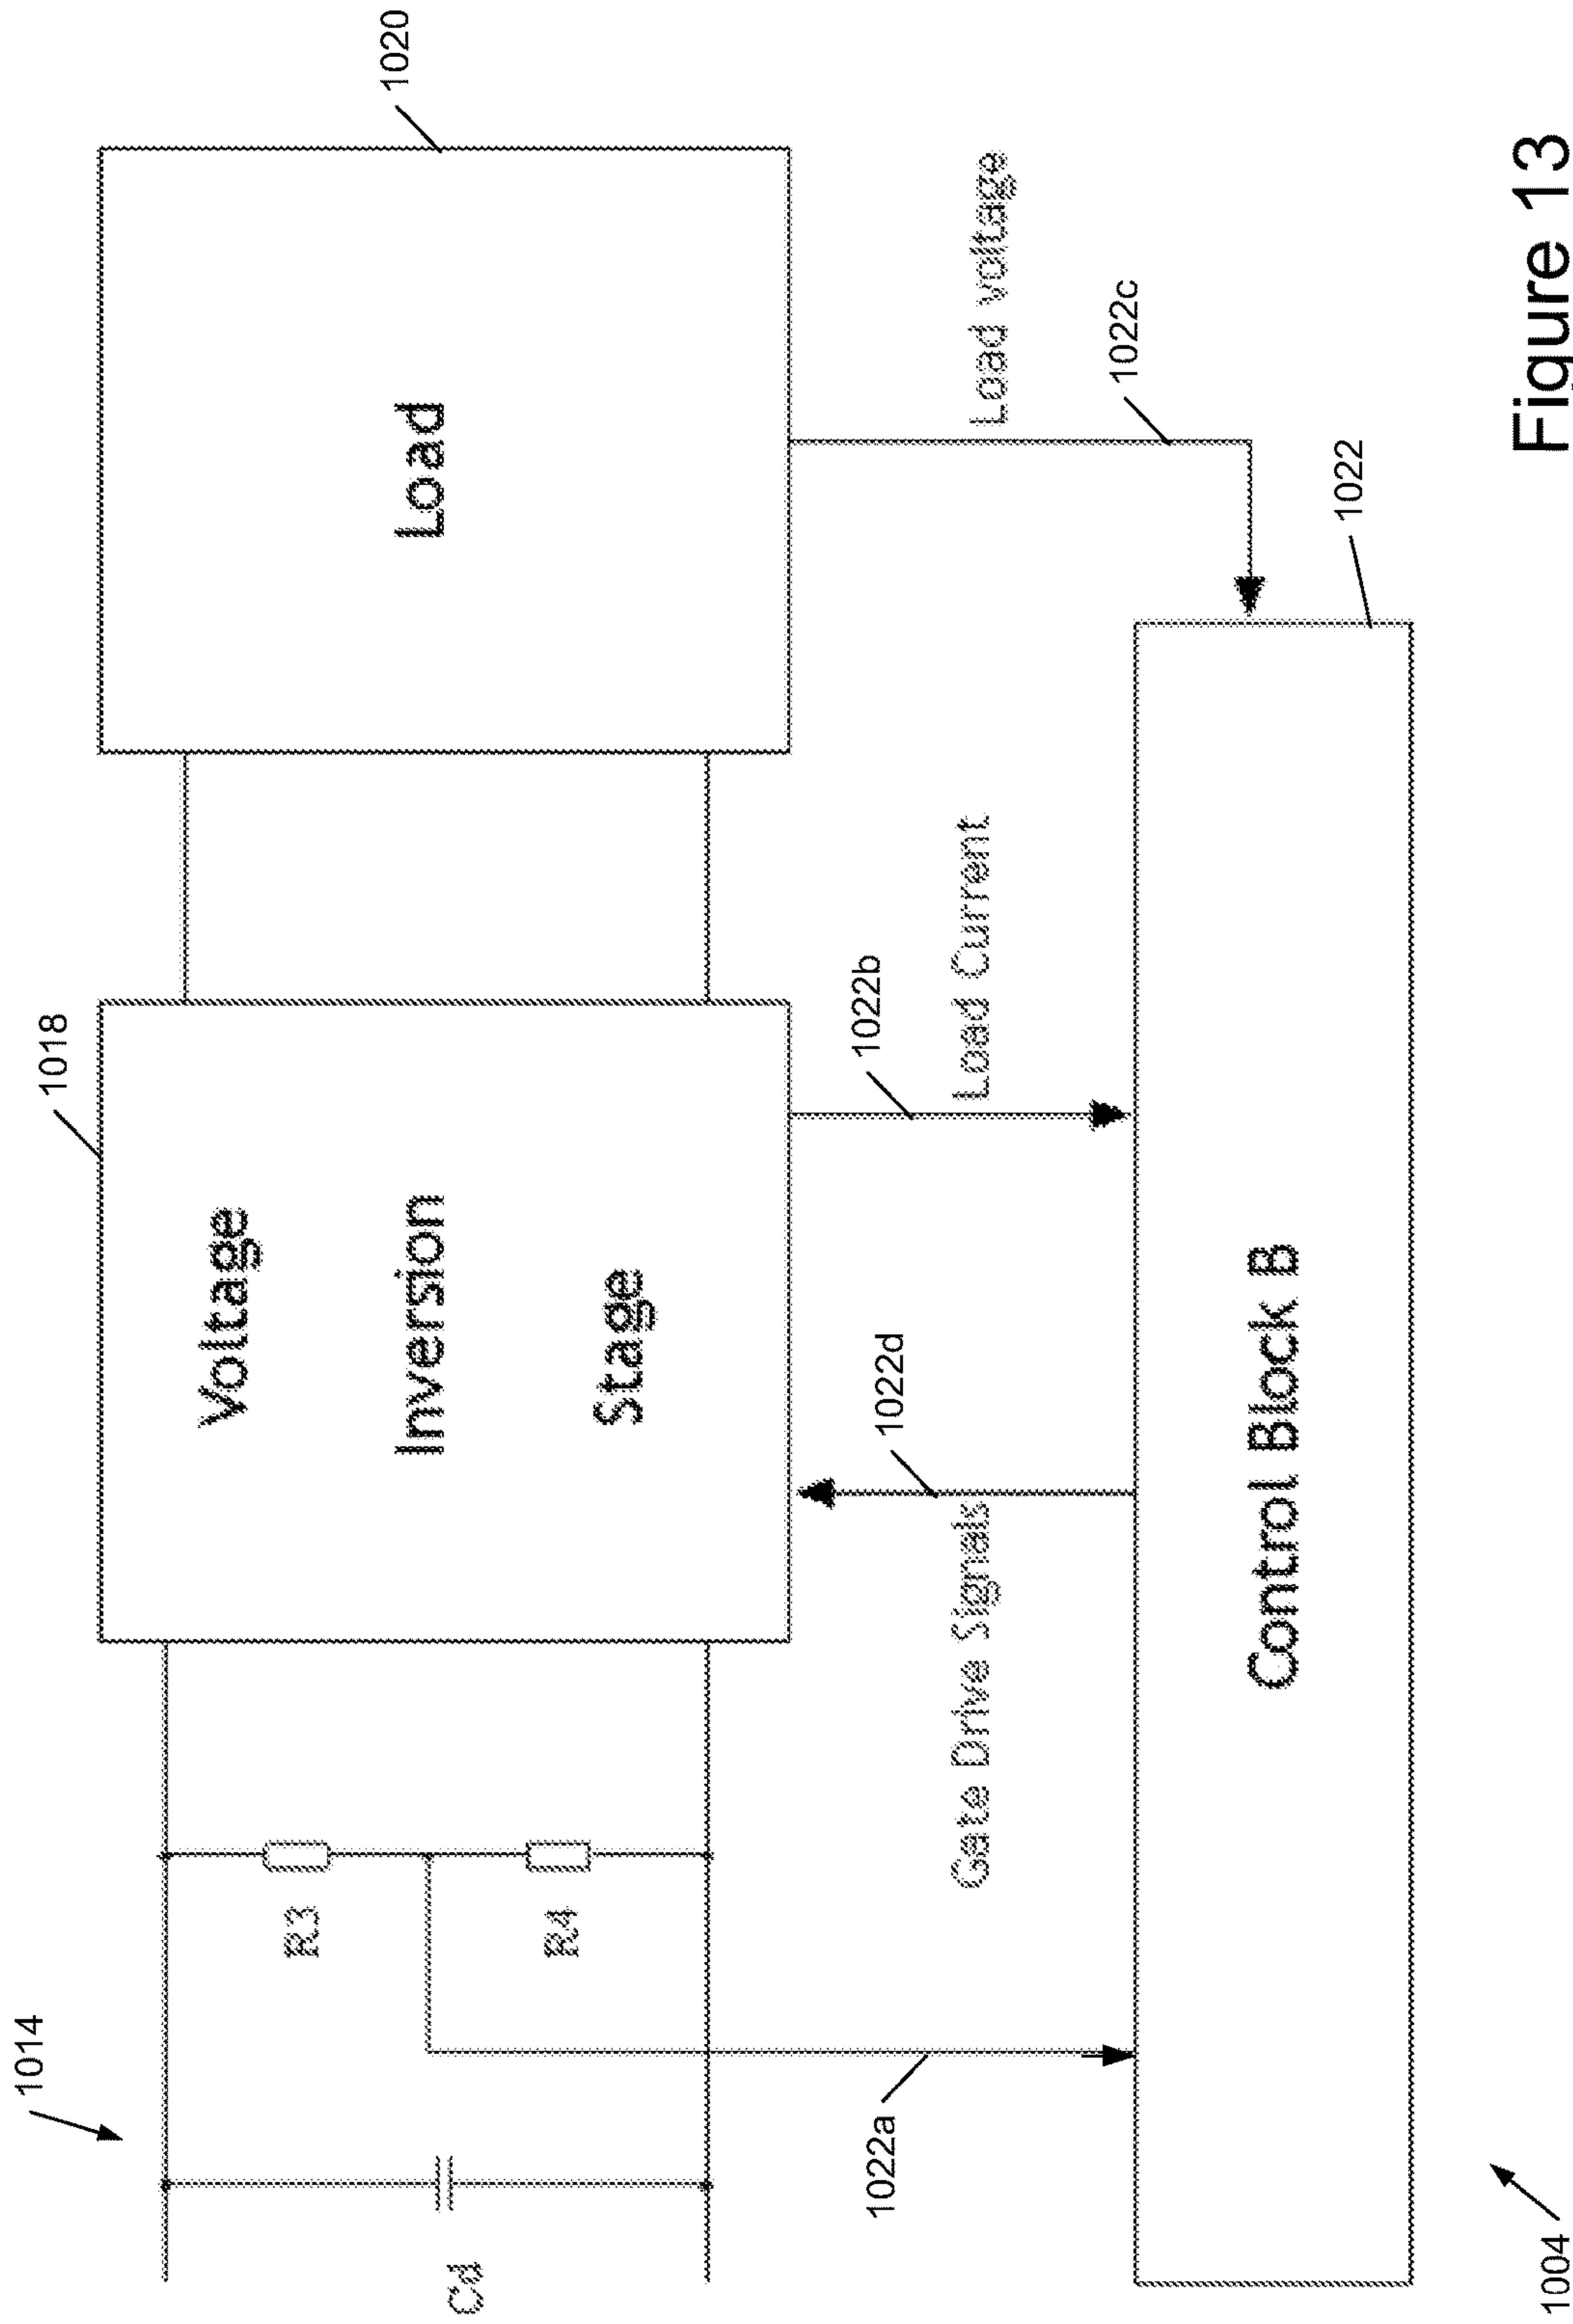 1014
1018
1020
Cd
R3
R4
Voltage
Inversion
Stage
Load
1022a
1022d
1022b
Gate Drive Signals
Load Current
Load voltage
1022c
Control Block B
1022
1004
Figure 13